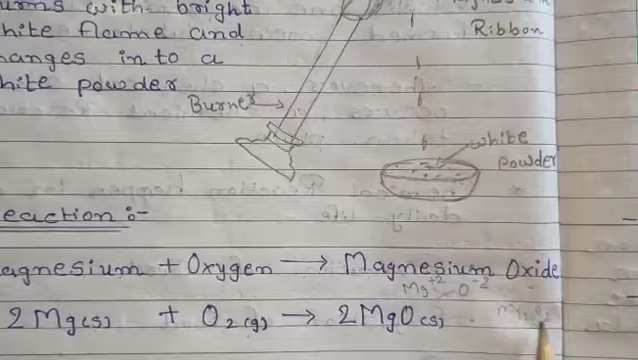 urns with bright
hite flame and
hanges in to a
hite powder
Ribbon
Burner
white
powder
eaction :-
agnesium + Oxygen → Magnesium Oxide
Mg+2 O-2
2 Mg(s) + O2(g) → 2MgO(s)